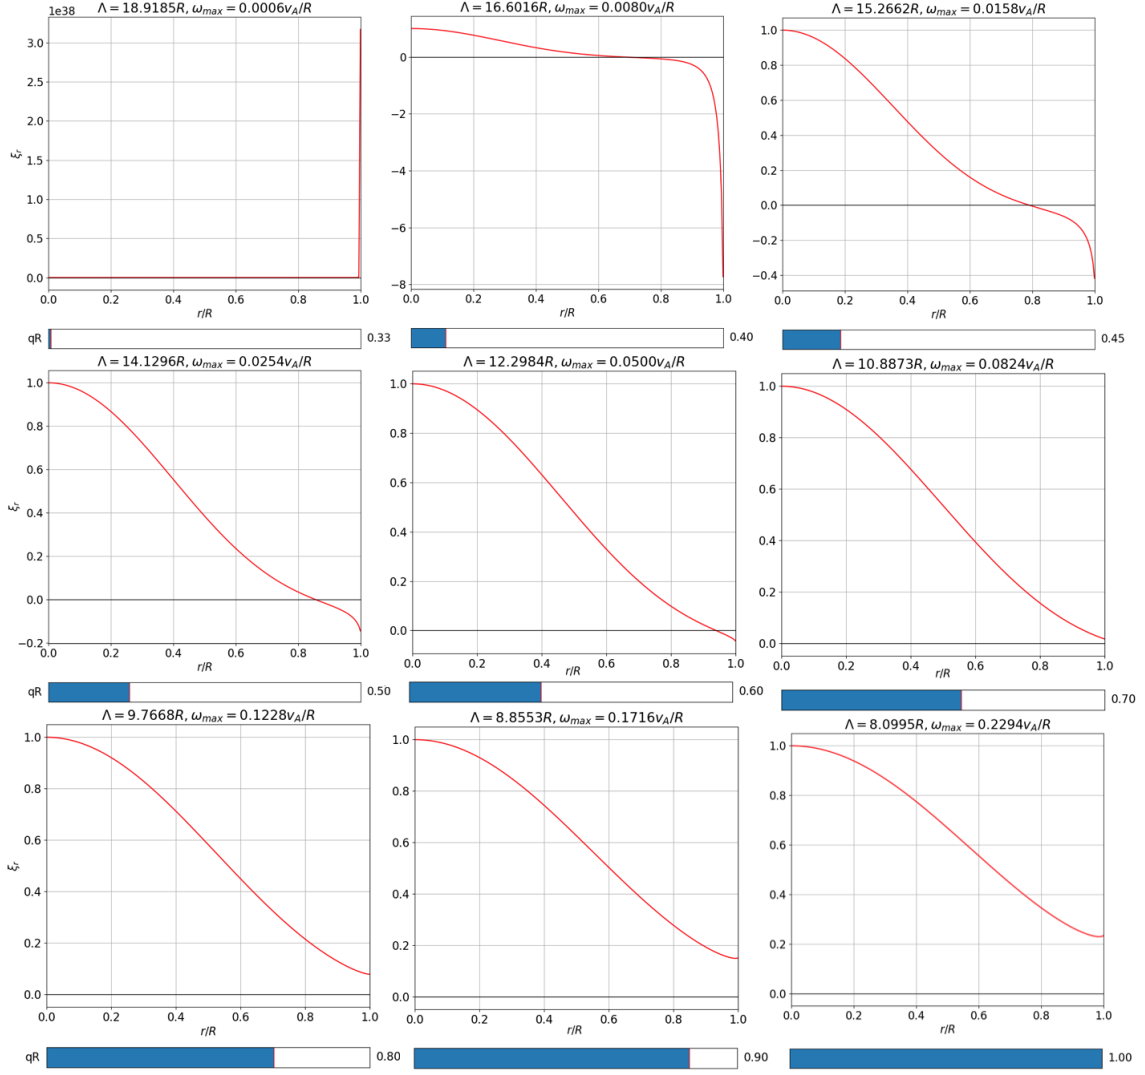 Λ = 18.9185R, ω_max = 0.0006v_A/R
1e38
3.0
2.5
2.0
1.5
1.0
0.5
0.0
ξ_r
0.0 0.2 0.4 0.6 0.8 1.0
r/R
qR 0.33
Λ = 16.6016R, ω_max = 0.0080v_A/R
0
−2
−4
−6
−8
0.0 0.2 0.4 0.6 0.8 1.0
r/R
0.40
Λ = 15.2662R, ω_max = 0.0158v_A/R
1.0
0.8
0.6
0.4
0.2
0.0
−0.2
−0.4
0.0 0.2 0.4 0.6 0.8 1.0
r/R
0.45
Λ = 14.1296R, ω_max = 0.0254v_A/R
1.0
0.8
0.6
0.4
0.2
0.0
−0.2
ξ_r
0.0 0.2 0.4 0.6 0.8 1.0
r/R
qR 0.50
Λ = 12.2984R, ω_max = 0.0500v_A/R
1.0
0.8
0.6
0.4
0.2
0.0
0.0 0.2 0.4 0.6 0.8 1.0
r/R
0.60
Λ = 10.8873R, ω_max = 0.0824v_A/R
1.0
0.8
0.6
0.4
0.2
0.0
0.0 0.2 0.4 0.6 0.8 1.0
r/R
0.70
Λ = 9.7668R, ω_max = 0.1228v_A/R
1.0
0.8
0.6
0.4
0.2
0.0
ξ_r
0.0 0.2 0.4 0.6 0.8 1.0
r/R
qR 0.80
Λ = 8.8553R, ω_max = 0.1716v_A/R
1.0
0.8
0.6
0.4
0.2
0.0
0.0 0.2 0.4 0.6 0.8 1.0
r/R
0.90
Λ = 8.0995R, ω_max = 0.2294v_A/R
1.0
0.8
0.6
0.4
0.2
0.0
0.0 0.2 0.4 0.6 0.8 1.0
r/R
1.00